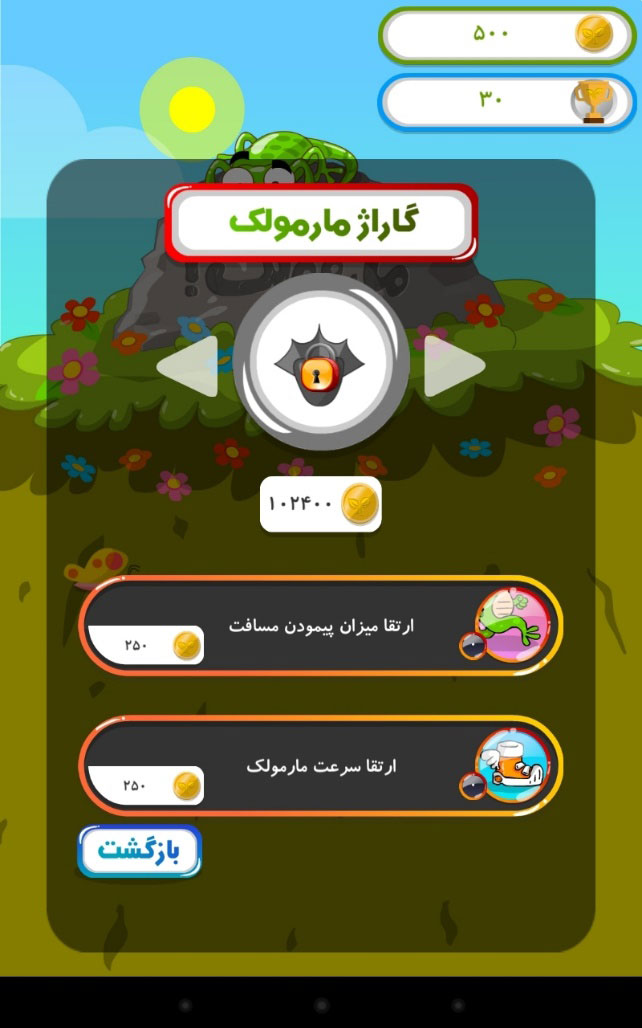 ۵۰۰
۳۰
گاراژ مارمولک
۱۰۲۴۰۰
ارتقا میزان پیمودن مسافت
۲۵۰
ارتقا سرعت مارمولک
۲۵۰
بازگشت